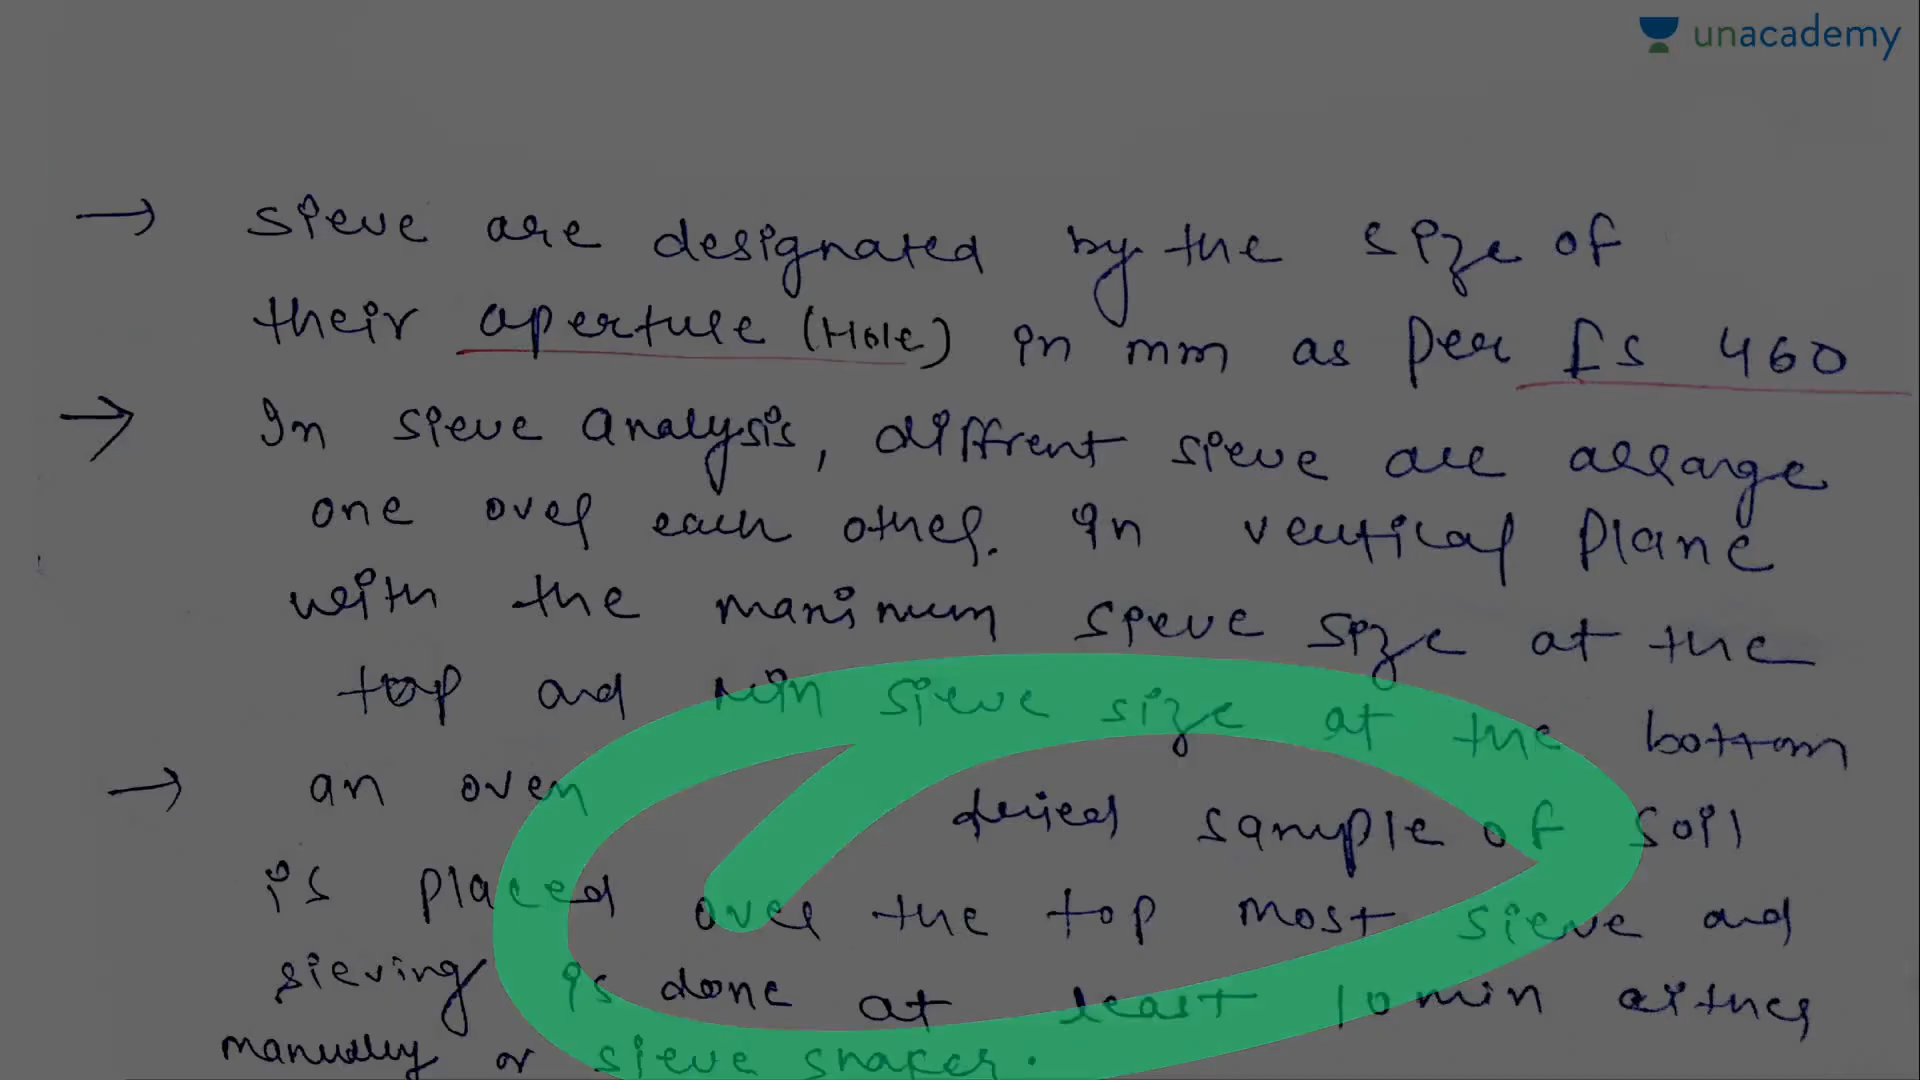 unacademy
→ sieve are designated by the size of
their aperture (Hole) in mm as per IS 460
→ In sieve analysis, diffrent sieve are arrange
one over each other. In vertical plane
with the maximum sieve size at the
top and min sieve size at the bottom
→ an oven dried sample of soil
is placed over the top most sieve and
sieving is done at least 10 min either
manually or sieve shaker.